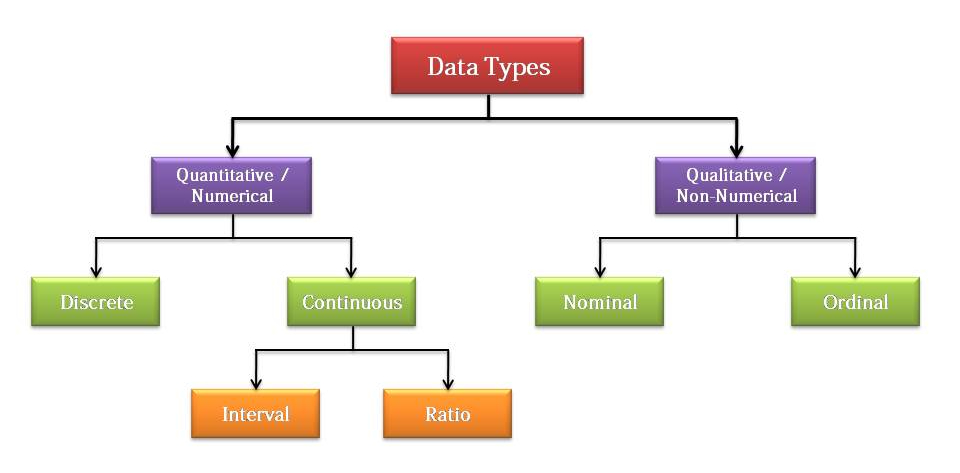 Data Types
Quantitative /
Numerical
Qualitative /
Non-Numerical
Discrete
Continuous
Nominal
Ordinal
Interval
Ratio